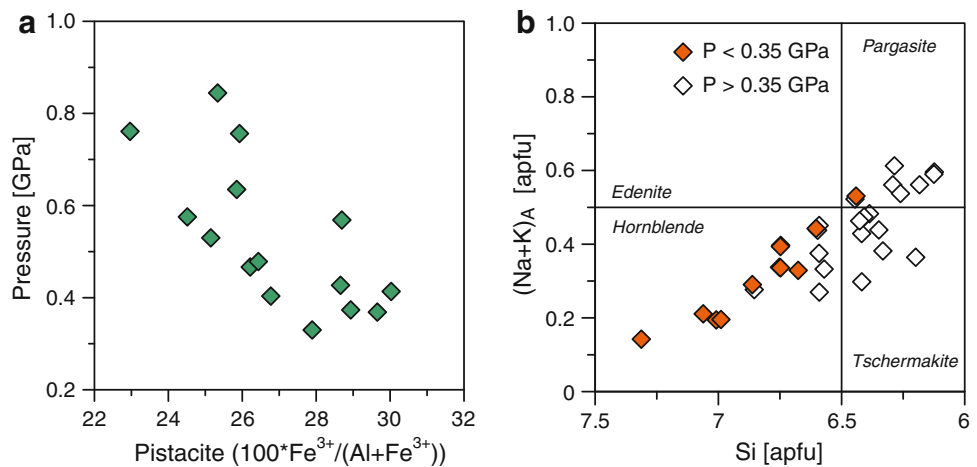 a
1.0
0.8
0.6
0.4
0.2
Pressure [GPa]
22 24 26 28 30 32
Pistacite (100*Fe³⁺/(Al+Fe³⁺))
b
1.0
0.8
0.6
0.4
0.2
0
(Na+K)A [apfu]
P < 0.35 GPa
P > 0.35 GPa
Pargasite
Edenite
Hornblende
Tschermakite
7.5 7 6.5 6
Si [apfu]